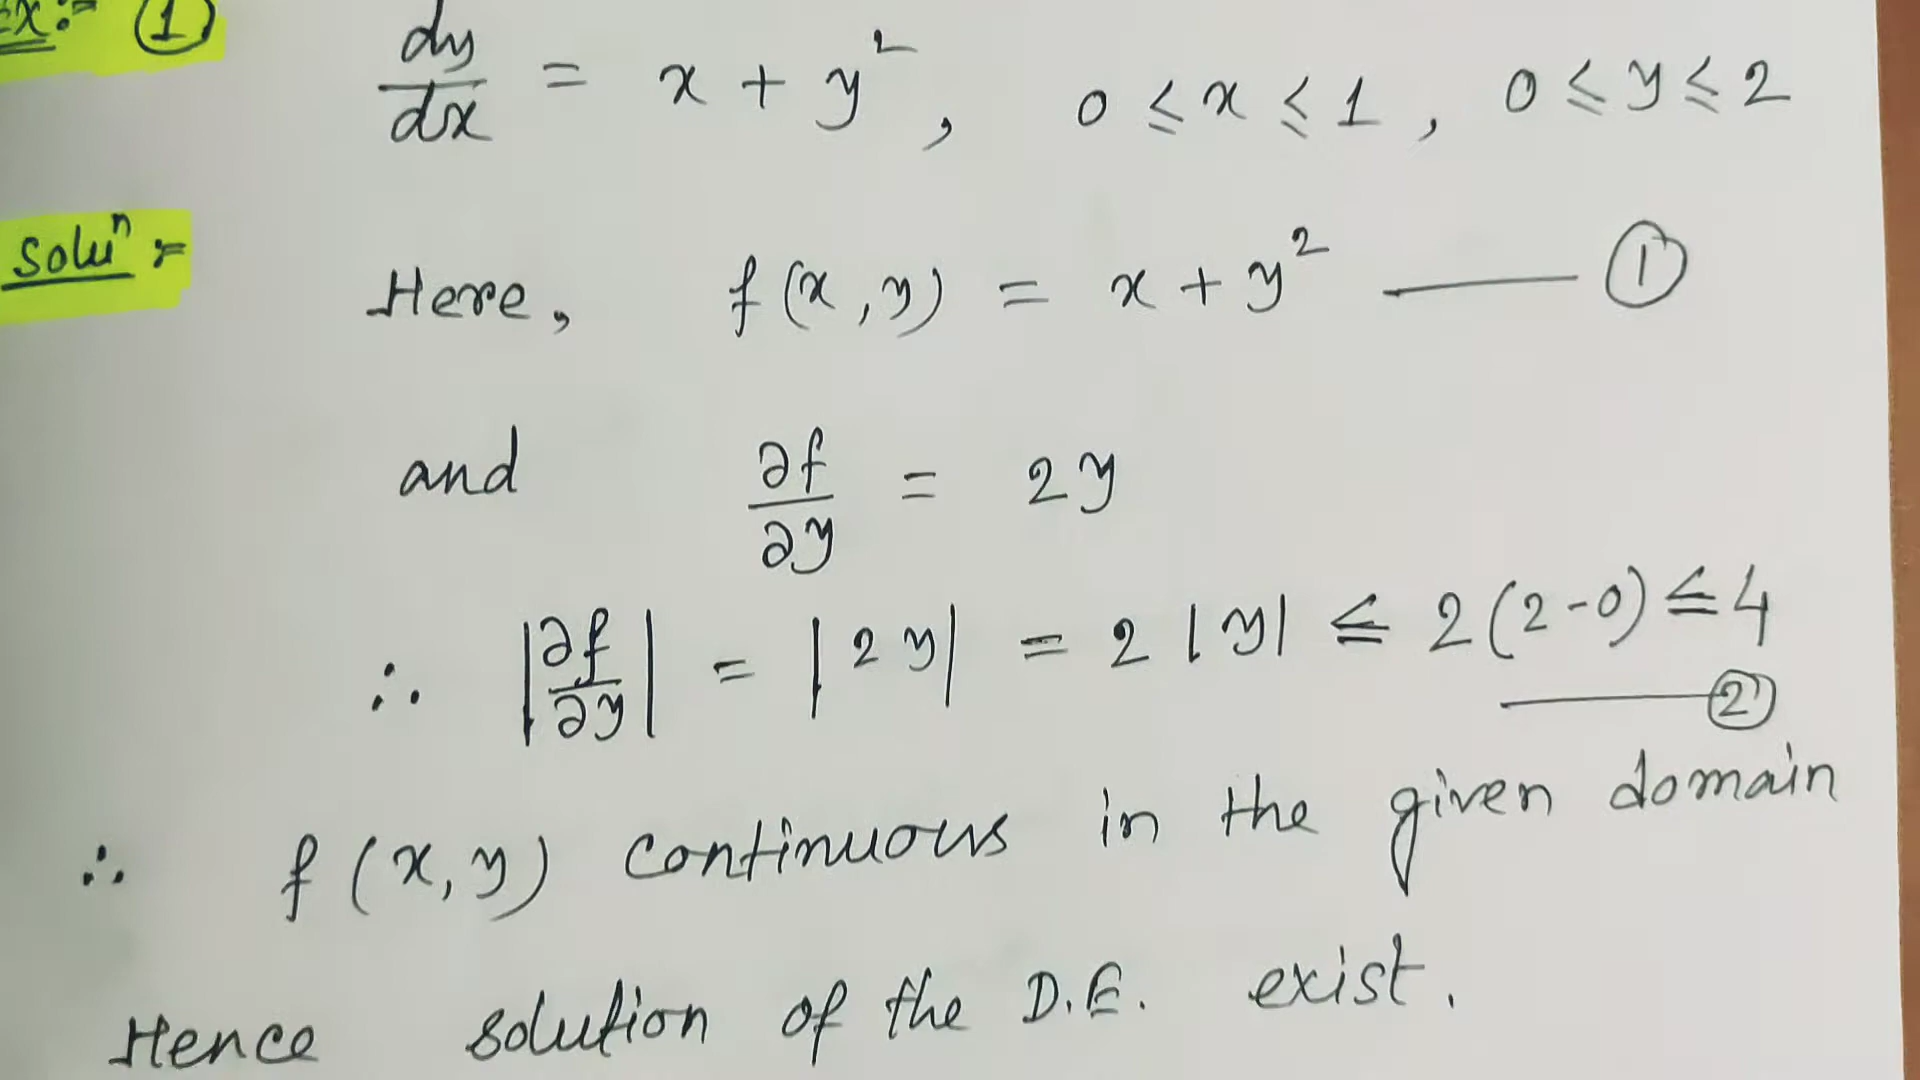 Ex:- ①
dy/dx = x + y², 0 ≤ x ≤ 1, 0 ≤ y ≤ 2
Soluⁿ :-
Here, f(x,y) = x + y² —— ①
and ∂f/∂y = 2y
∴ |∂f/∂y| = |2y| = 2|y| ≤ 2(2-0) ≤ 4
—— ②
∴ f(x,y) continuous in the given domain
Hence solution of the D.E. exist.